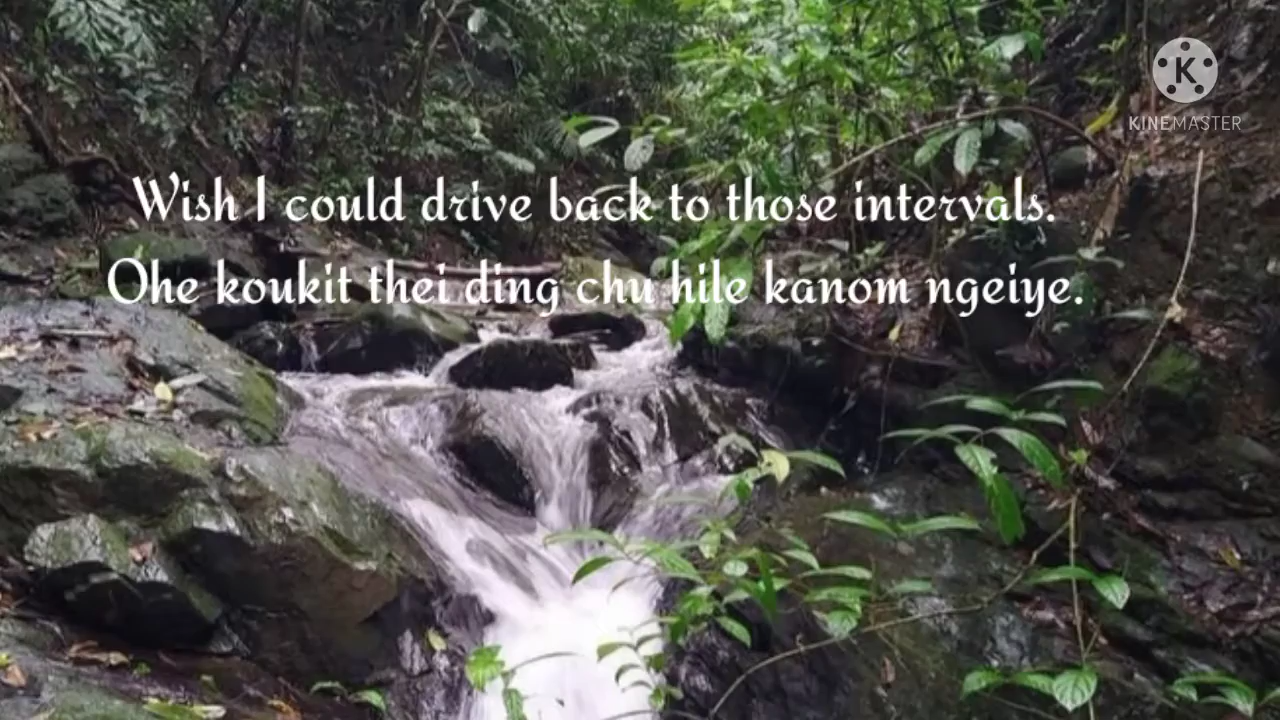 KINEMASTER
Wish I could drive back to those intervals.
Ohe koukit thei ding chu hile kanom ngeiye.